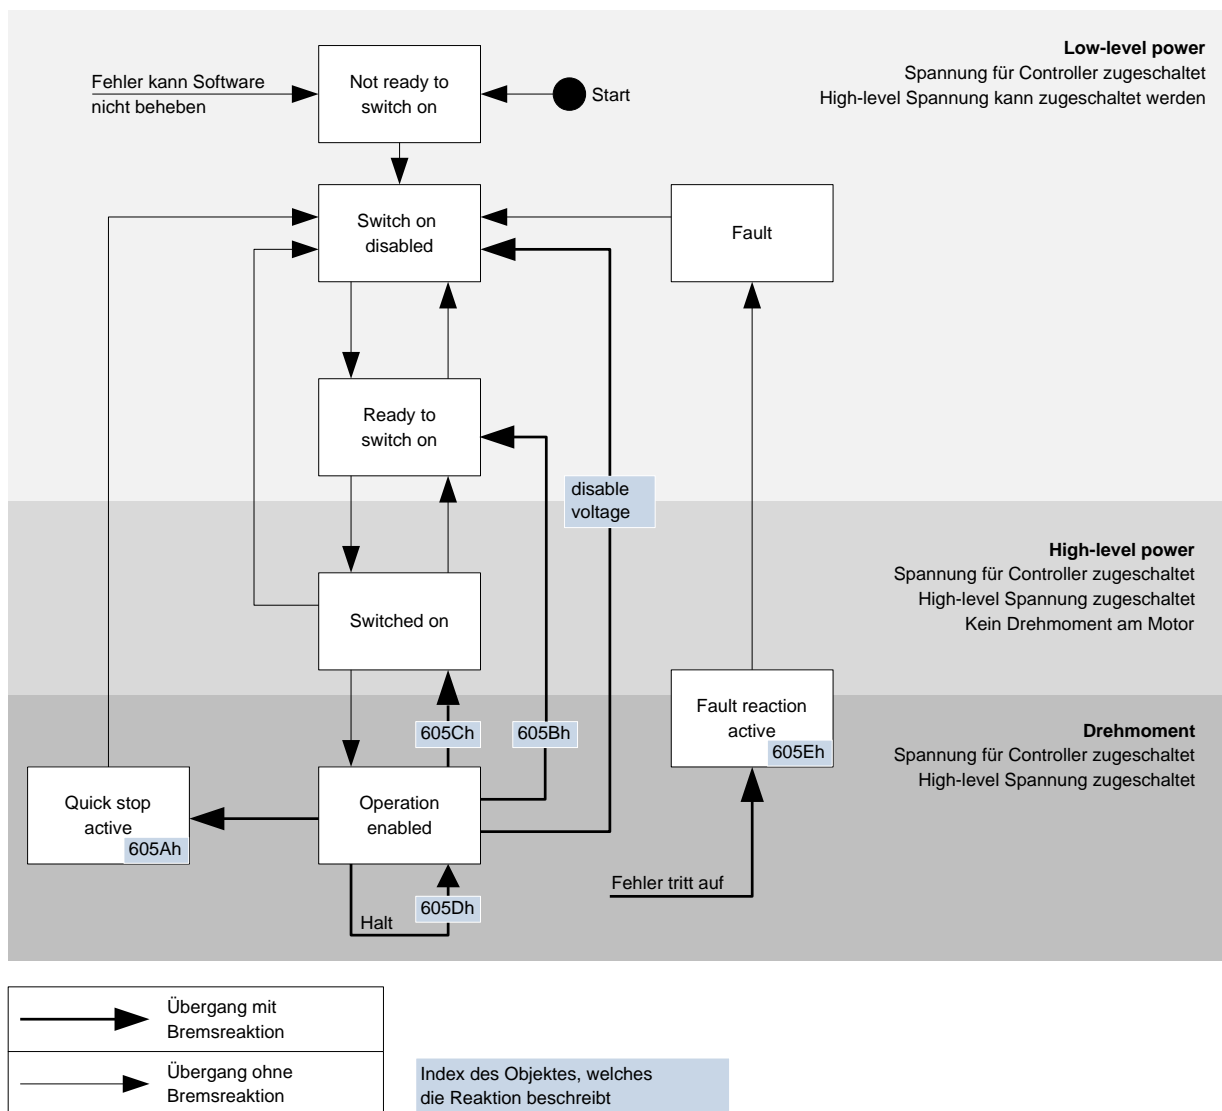 Low-level power
Spannung für Controller zugeschaltet
High-level Spannung kann zugeschaltet werden
Fehler kann Software
nicht beheben
Not ready to
switch on
Start
Switch on
disabled
Fault
Ready to
switch on
disable
voltage
High-level power
Spannung für Controller zugeschaltet
High-level Spannung zugeschaltet
Kein Drehmoment am Motor
Switched on
Fault reaction
active
605Eh
605Ch
605Bh
Drehmoment
Spannung für Controller zugeschaltet
High-level Spannung zugeschaltet
Quick stop
active
605Ah
Operation
enabled
Fehler tritt auf
605Dh
Halt
Übergang mit
Bremsreaktion
Übergang ohne
Bremsreaktion
Index des Objektes, welches
die Reaktion beschreibt